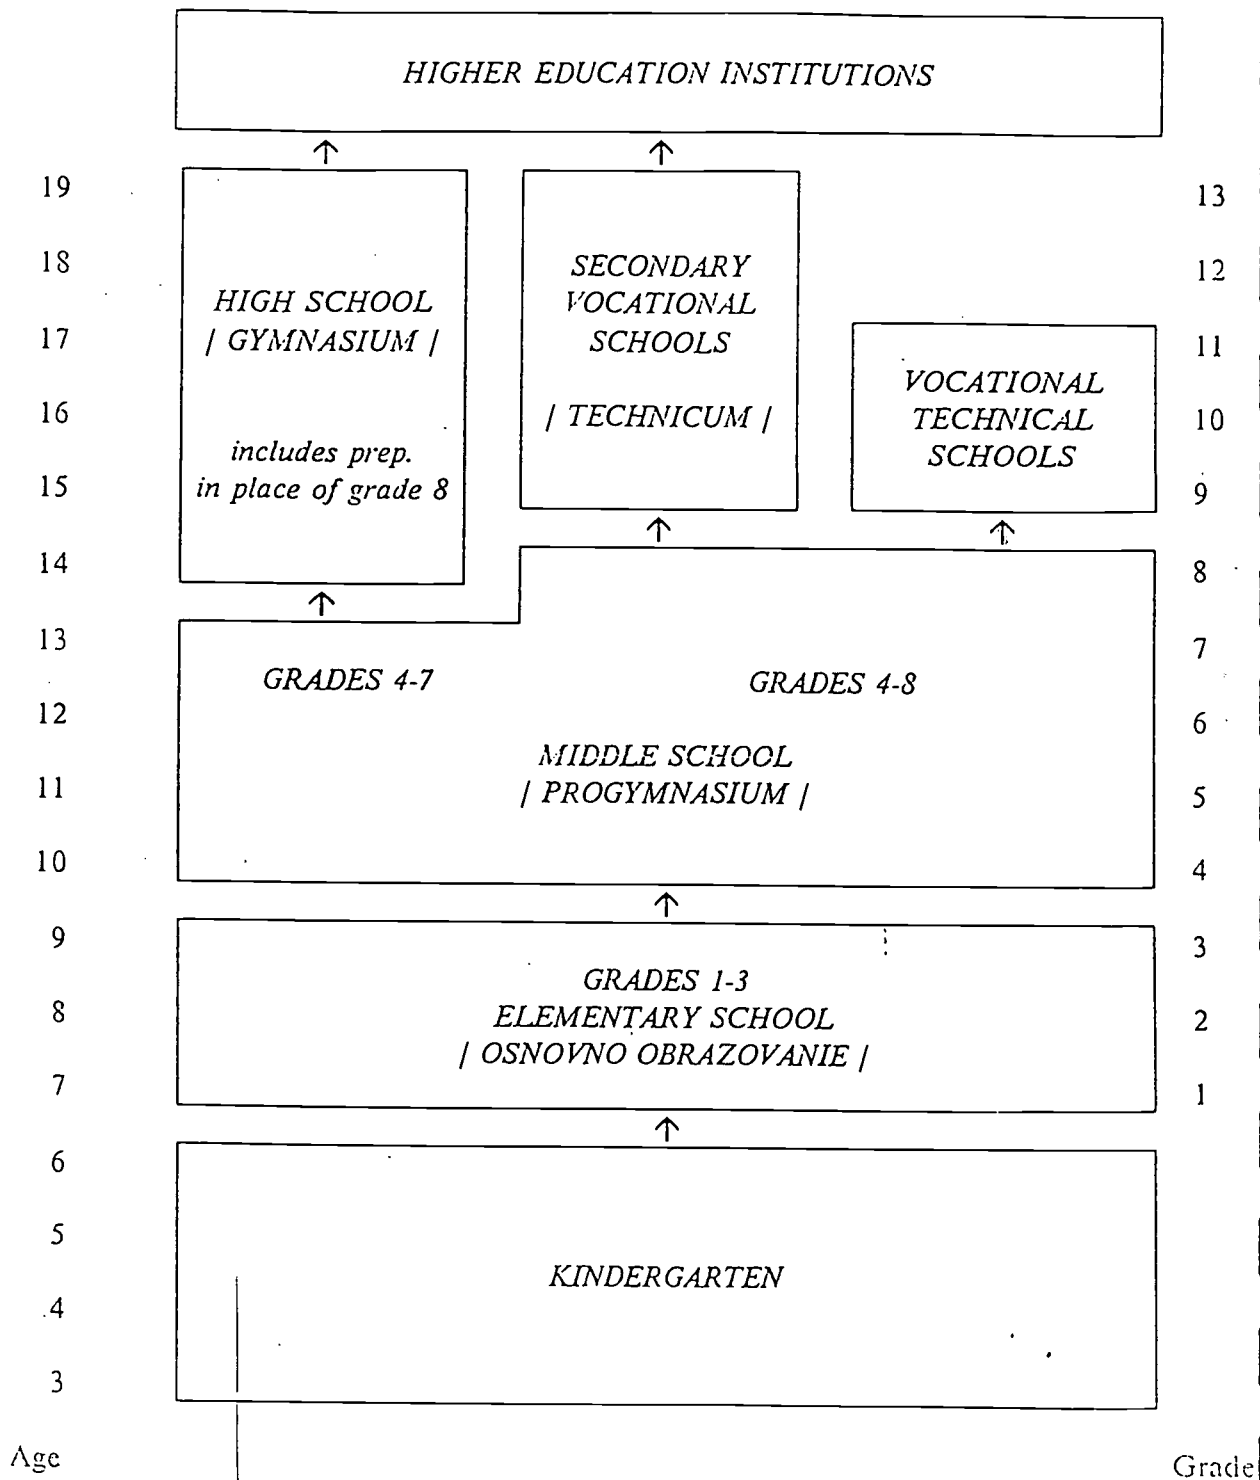 HIGHER EDUCATION INSTITUTIONS
19
13
18
12
HIGH SCHOOL
/ GYMNASIUM /
includes prep.
in place of grade 8
SECONDARY
VOCATIONAL
SCHOOLS
/ TECHNICUM /
VOCATIONAL
TECHNICAL
SCHOOLS
17
11
16
10
15
9
14
8
13
7
GRADES 4-7
GRADES 4-8
12
6
MIDDLE SCHOOL
/ PROGYMNASIUM /
11
5
10
4
9
3
GRADES 1-3
ELEMENTARY SCHOOL
/ OSNOVNO OBRAZOVANIE /
8
2
7
1
6
5
KINDERGARTEN
4
3
Age
Grade